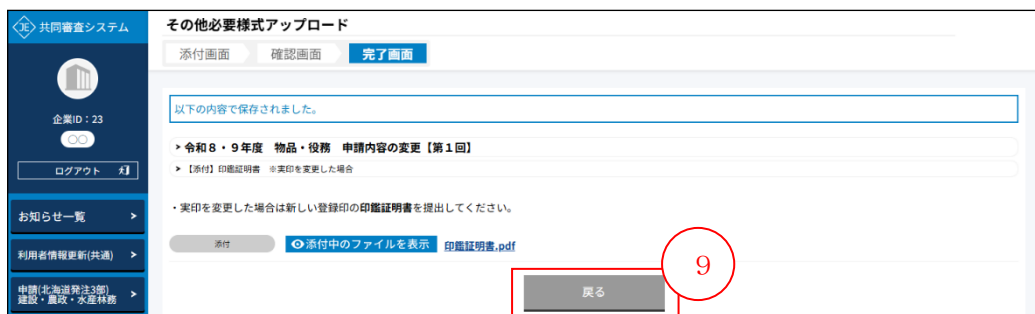 JE 共同審査システム
企業ID：23
○○
ログアウト
お知らせ一覧 >
利用者情報更新(共通) >
申請(北海道発注3部)
建設・農政・水産林務 >
その他必要様式アップロード
添付画面 確認画面 完了画面
以下の内容で保存されました。
> 令和８・９年度 物品・役務 申請内容の変更【第１回】
> 【添付】印鑑証明書 ※実印を変更した場合
・実印を変更した場合は新しい登録印の印鑑証明書を提出してください。
添付 添付中のファイルを表示 印鑑証明書.pdf
戻る
９